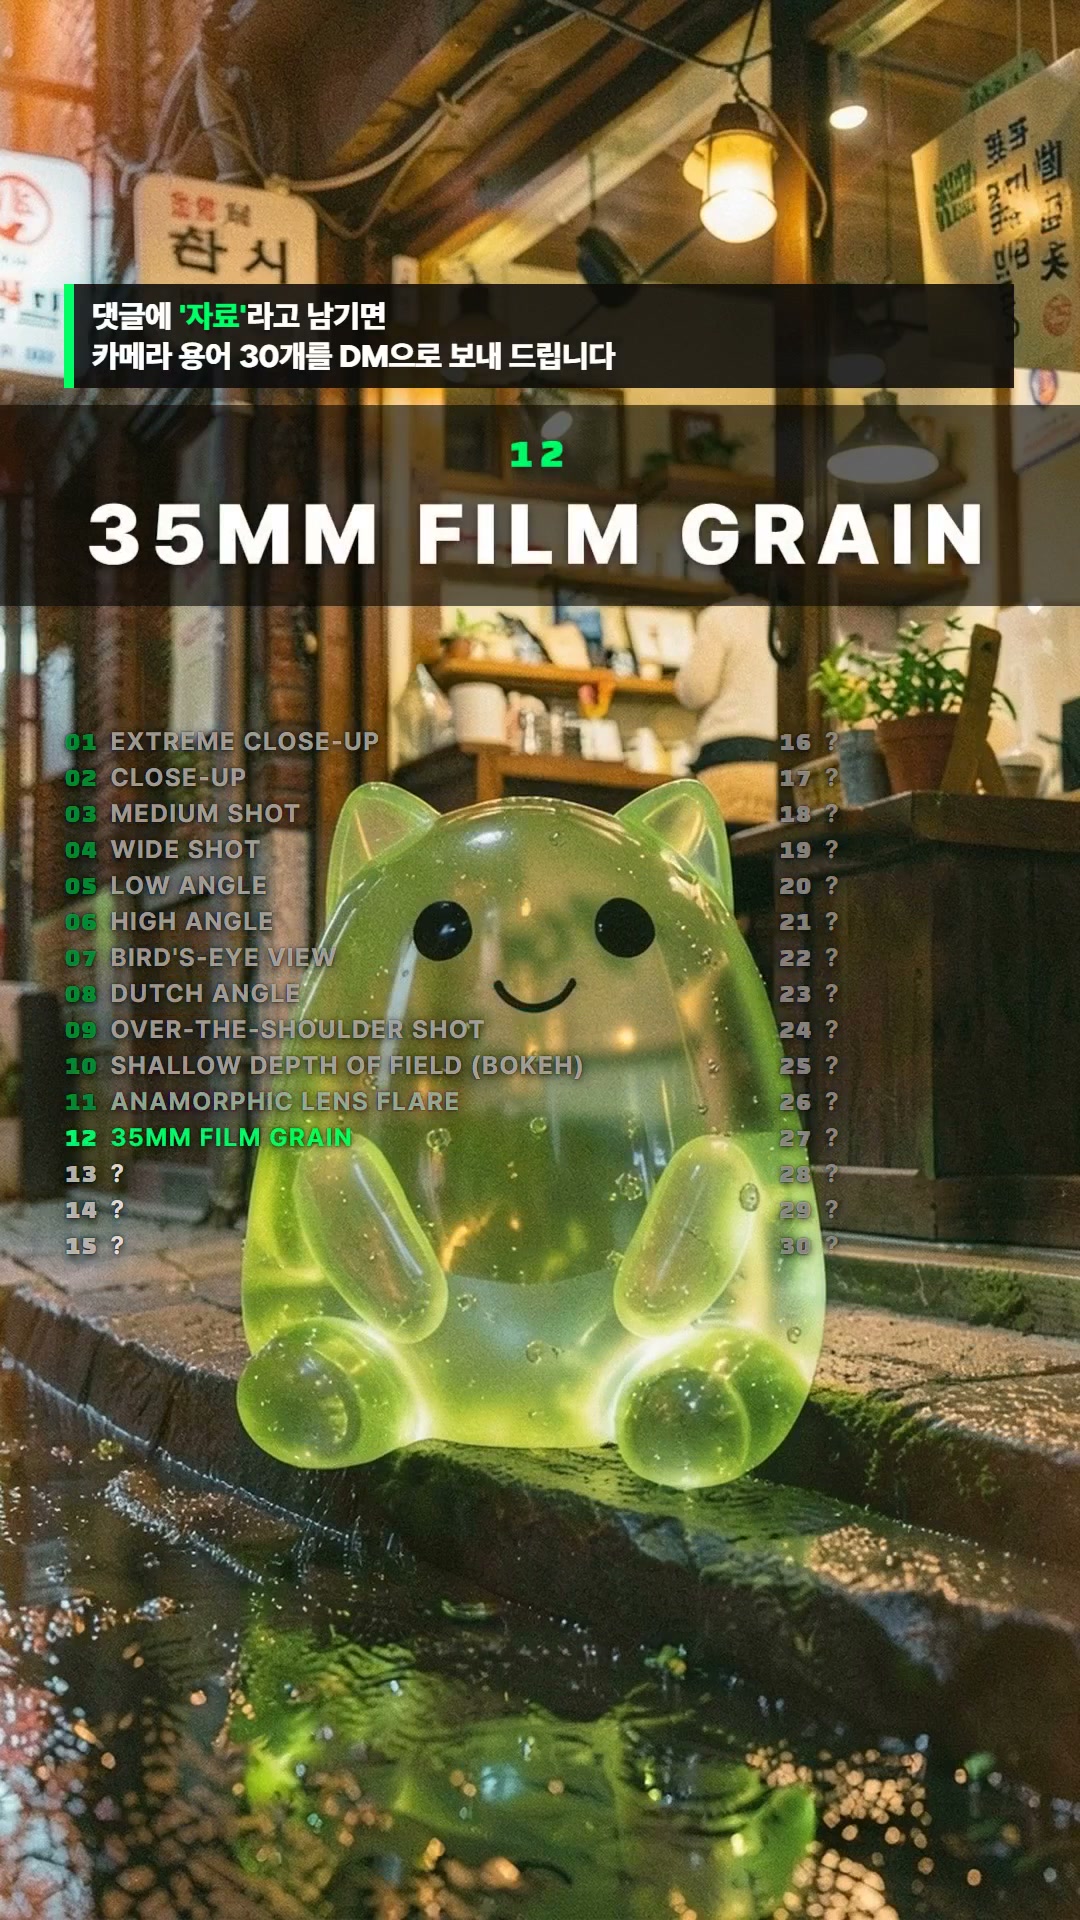 찬시
댓글에 '자료'라고 남기면
카메라 용어 30개를 DM으로 보내 드립니다
12
35MM FILM GRAIN
01 EXTREME CLOSE-UP
02 CLOSE-UP
03 MEDIUM SHOT
04 WIDE SHOT
05 LOW ANGLE
06 HIGH ANGLE
07 BIRD'S-EYE VIEW
08 DUTCH ANGLE
09 OVER-THE-SHOULDER SHOT
10 SHALLOW DEPTH OF FIELD (BOKEH)
11 ANAMORPHIC LENS FLARE
12 35MM FILM GRAIN
13 ?
14 ?
15 ?
16 ?
17 ?
18 ?
19 ?
20 ?
21 ?
22 ?
23 ?
24 ?
25 ?
26 ?
27 ?
28 ?
29 ?
30 ?